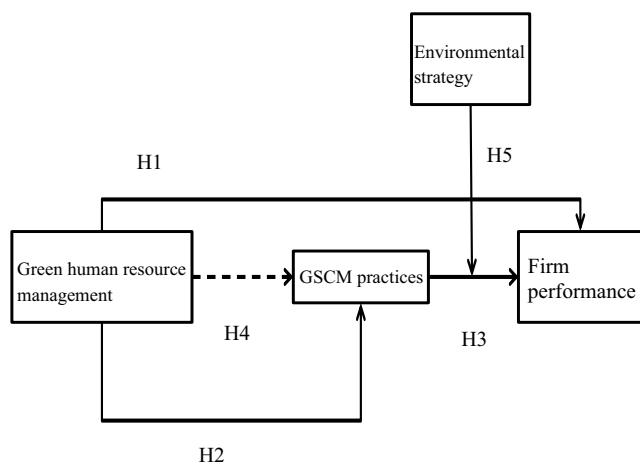 Environmental
strategy
H1
H5
Green human resource
management
GSCM practices
Firm
performance
H4
H3
H2